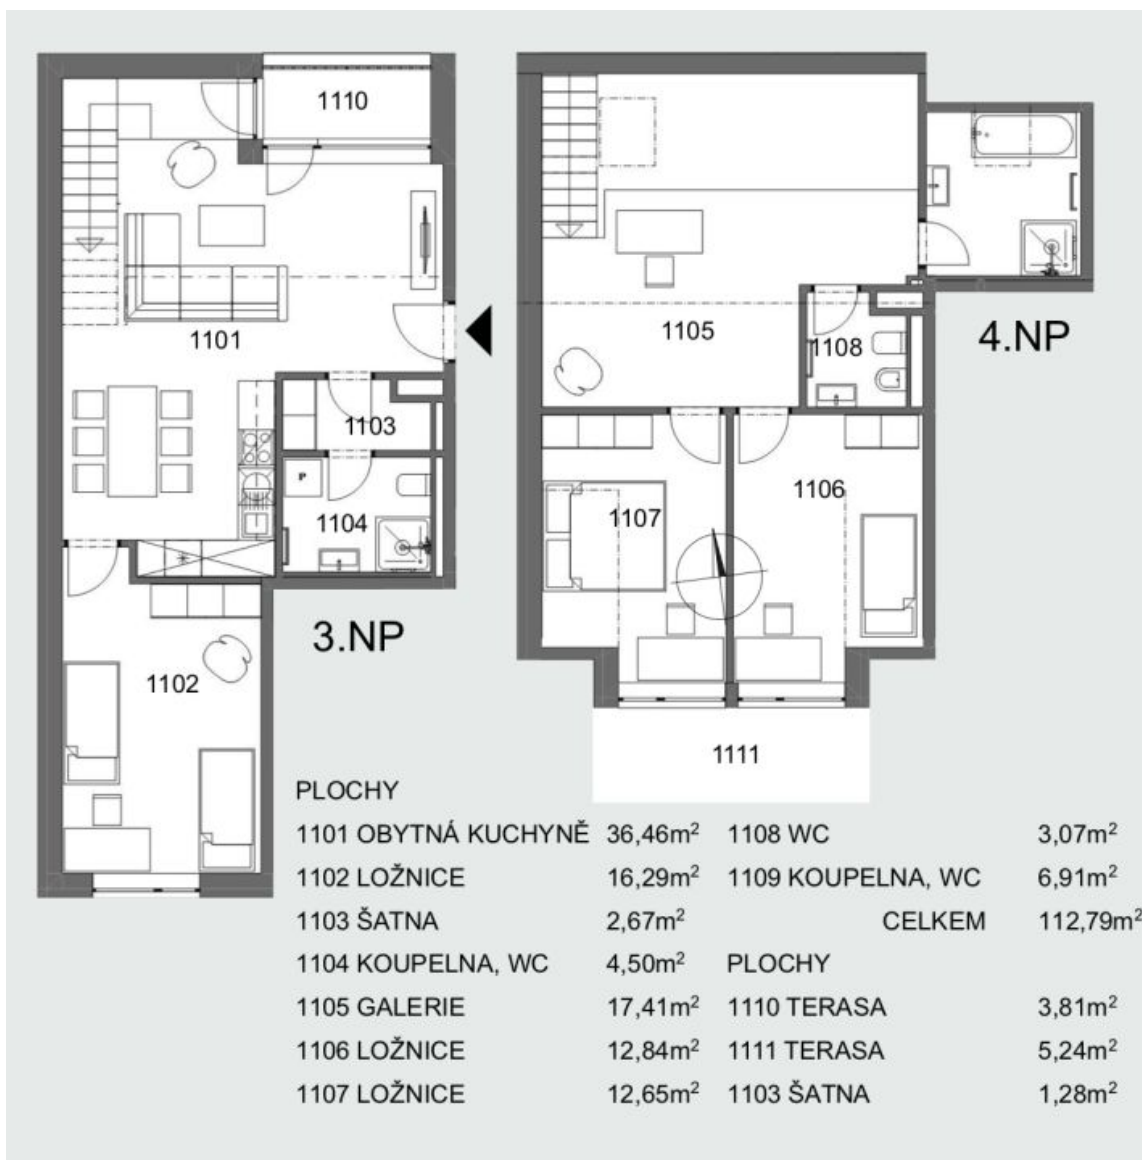 1110
1101
1103
1104
3.NP
1102
1105
1108
4.NP
1107
1106
1111
P
PLOCHY
1101 OBYTNÁ KUCHYNĚ 36,46m²
1102 LOŽNICE 16,29m²
1103 ŠATNA 2,67m²
1104 KOUPELNA, WC 4,50m²
1105 GALERIE 17,41m²
1106 LOŽNICE 12,84m²
1107 LOŽNICE 12,65m²
1108 WC 3,07m²
1109 KOUPELNA, WC 6,91m²
CELKEM 112,79m²
PLOCHY
1110 TERASA 3,81m²
1111 TERASA 5,24m²
1103 ŠATNA 1,28m²